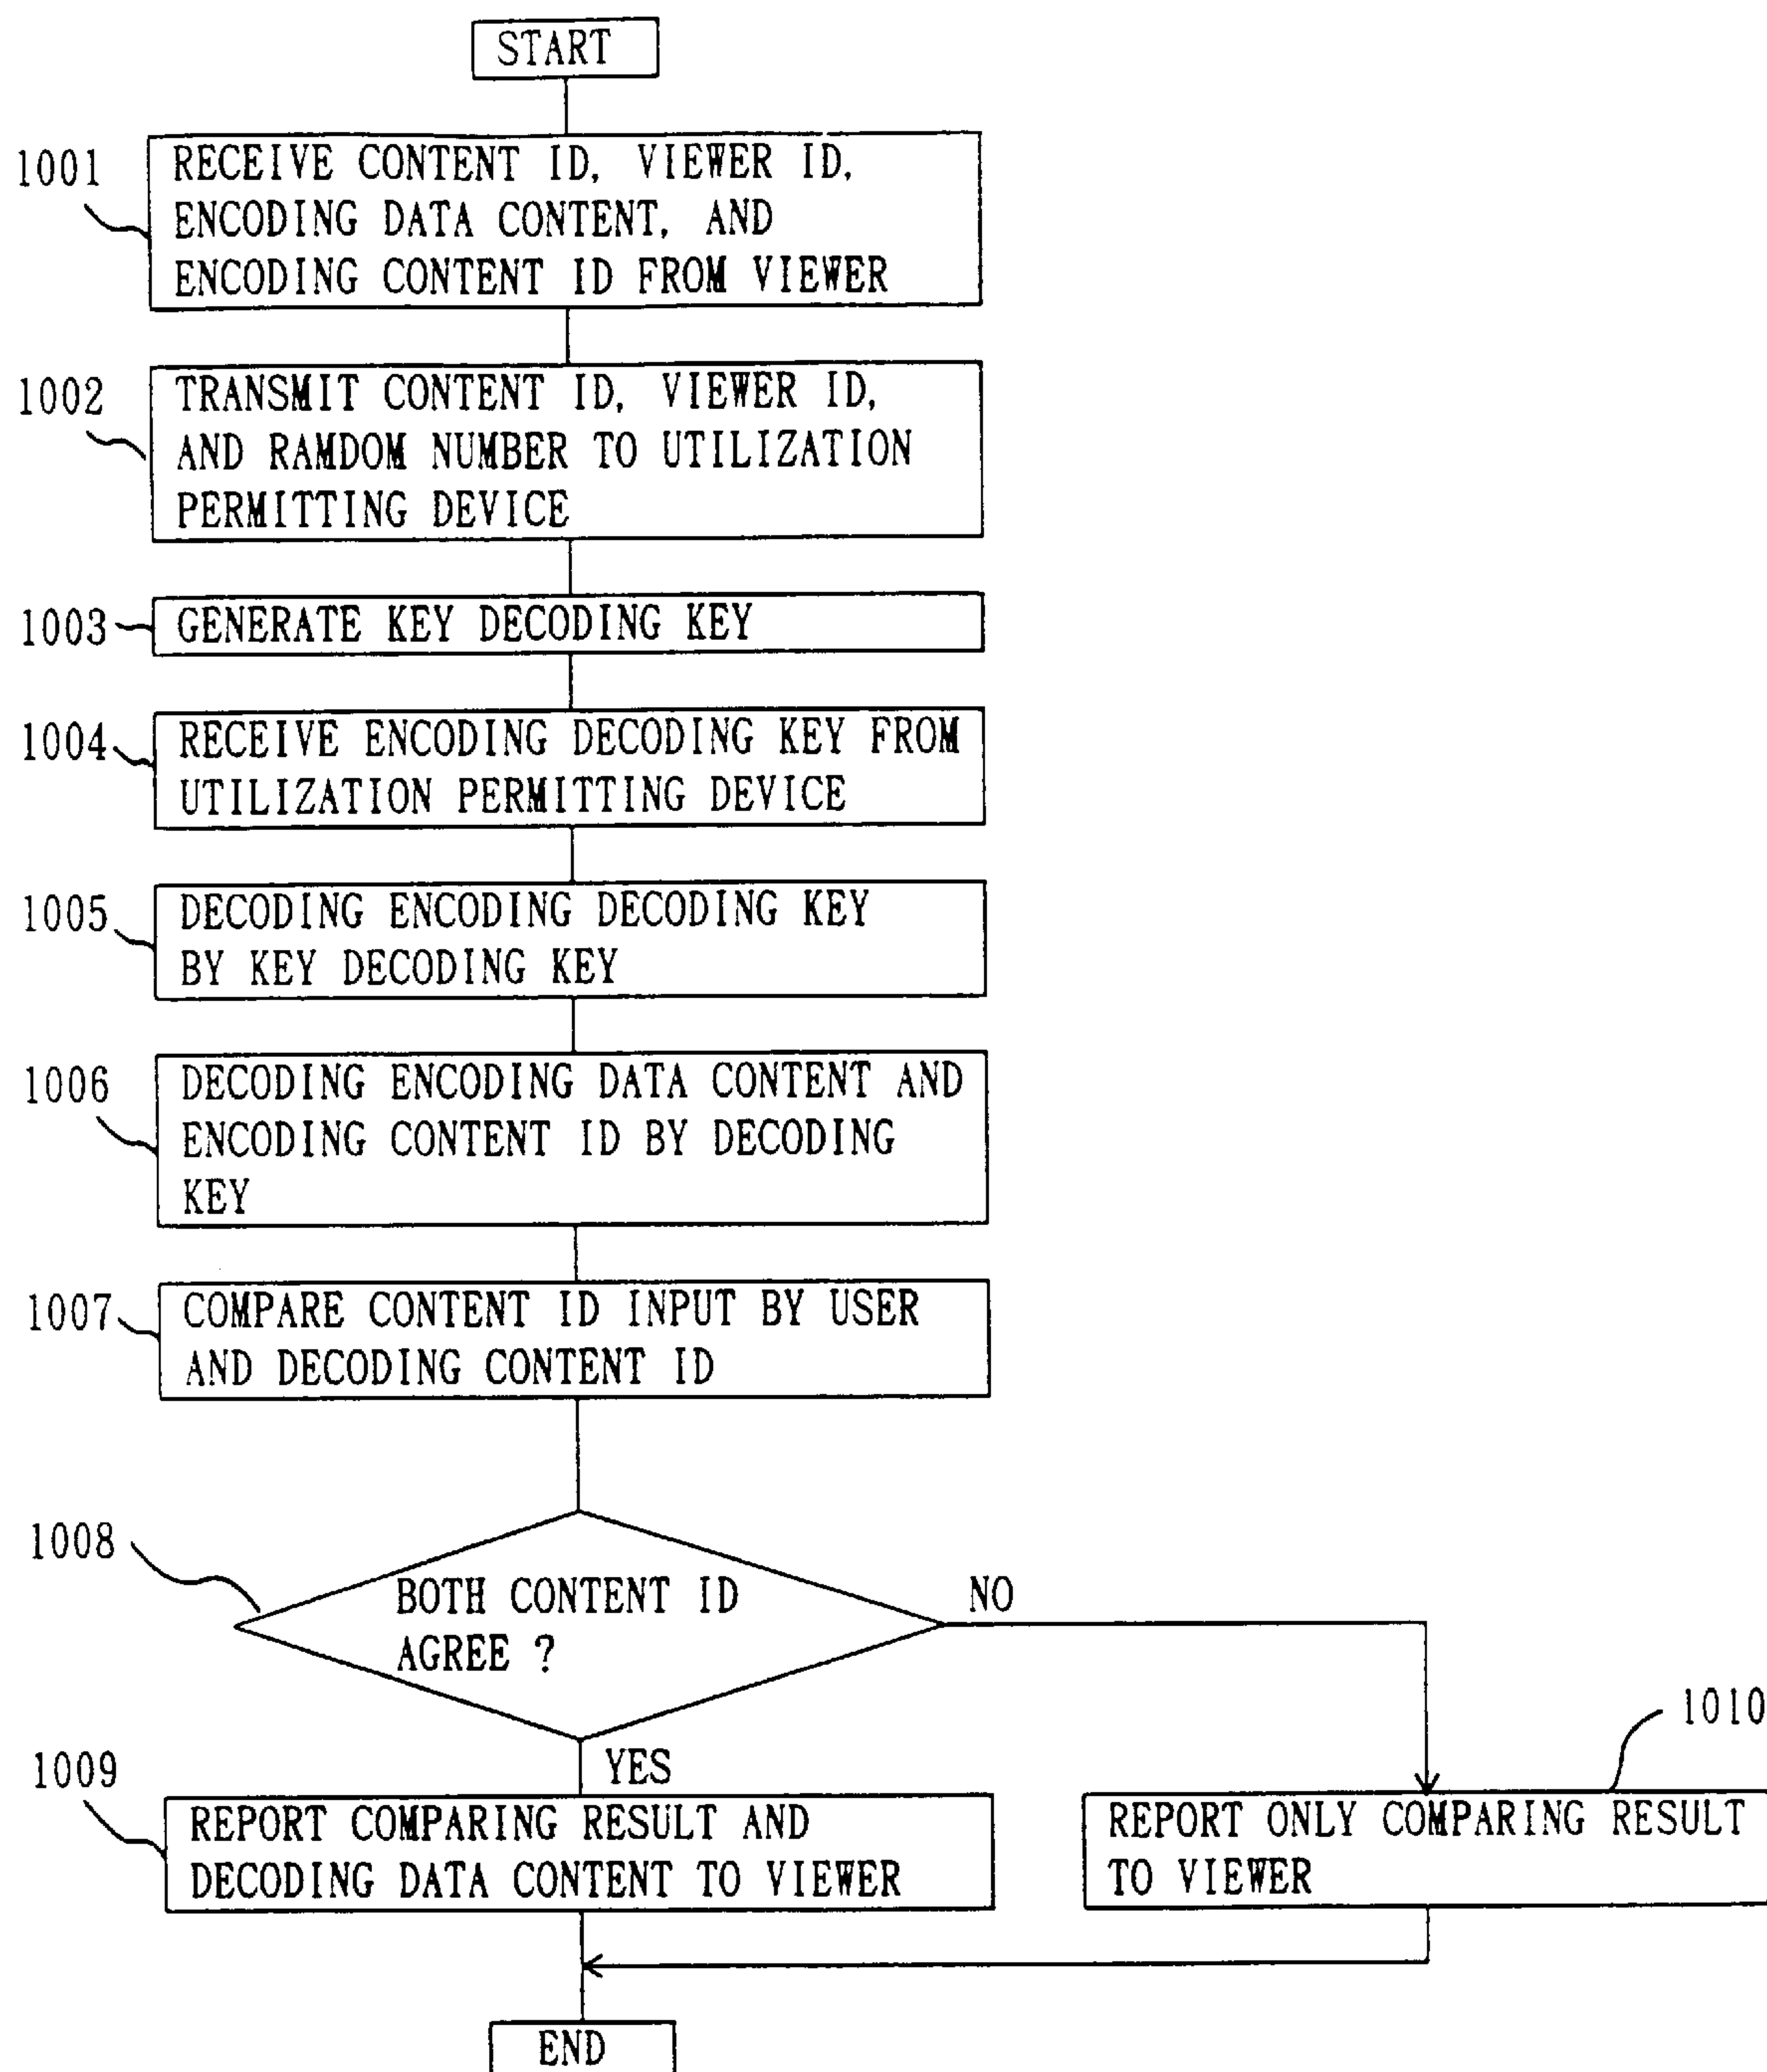 START
1001
RECEIVE CONTENT ID, VIEWER ID,
ENCODING DATA CONTENT, AND
ENCODING CONTENT ID FROM VIEWER
1002
TRANSMIT CONTENT ID, VIEWER ID,
AND RAMDOM NUMBER TO UTILIZATION
PERMITTING DEVICE
1003
GENERATE KEY DECODING KEY
1004
RECEIVE ENCODING DECODING KEY FROM
UTILIZATION PERMITTING DEVICE
1005
DECODING ENCODING DECODING KEY
BY KEY DECODING KEY
1006
DECODING ENCODING DATA CONTENT AND
ENCODING CONTENT ID BY DECODING
KEY
1007
COMPARE CONTENT ID INPUT BY USER
AND DECODING CONTENT ID
1008
BOTH CONTENT ID
AGREE ?
NO
YES
1009
REPORT COMPARING RESULT AND
DECODING DATA CONTENT TO VIEWER
1010
REPORT ONLY COMPARING RESULT
TO VIEWER
END